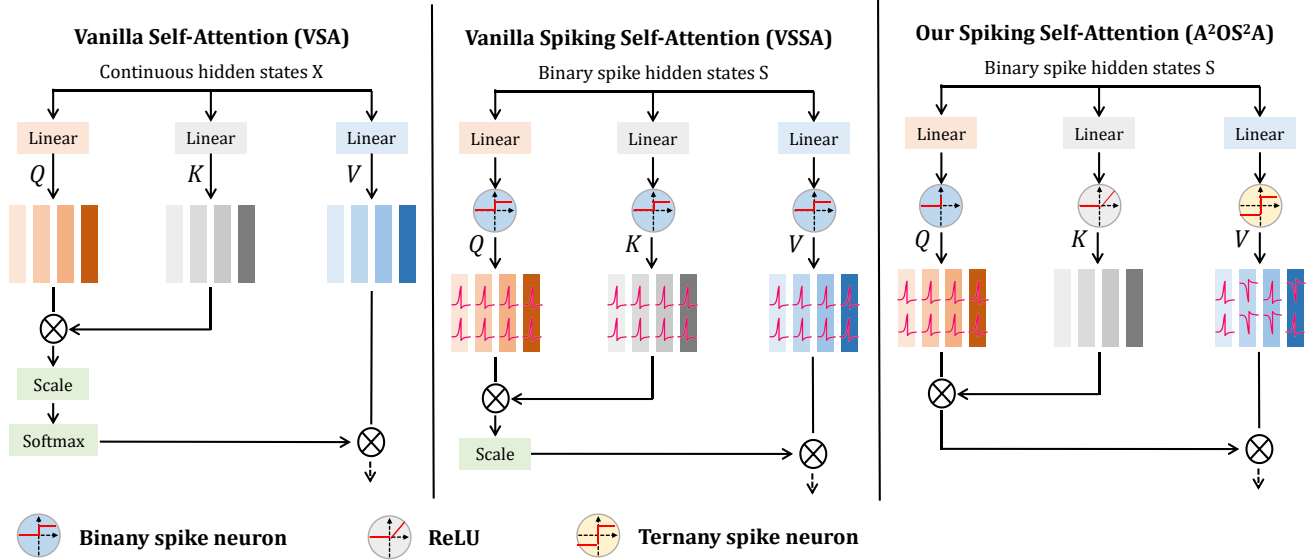 Vanilla Self-Attention (VSA)
Continuous hidden states X
Linear
Linear
Linear
Q
K
V
Scale
Softmax
Vanilla Spiking Self-Attention (VSSA)
Binary spike hidden states S
Linear
Linear
Linear
Q
K
V
Scale
Our Spiking Self-Attention (A²OS²A)
Binary spike hidden states S
Linear
Linear
Linear
Q
K
V
Binany spike neuron
ReLU
Ternany spike neuron